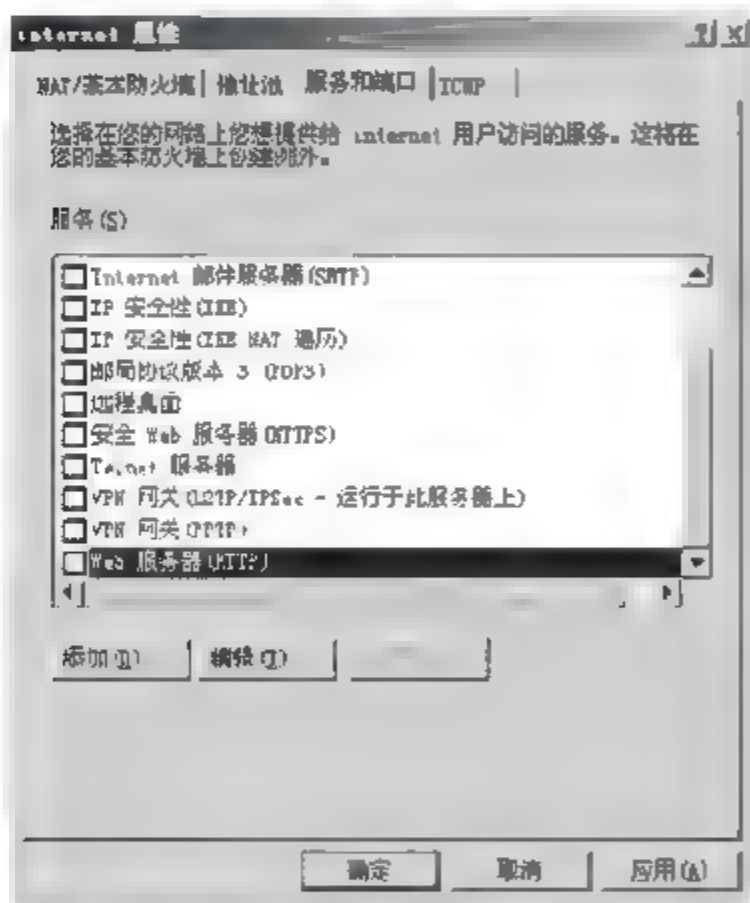 internet 属性
NAT/基本防火墙 地址池 服务和端口 ICMP
选择在您的网络上您想提供给 internet 用户访问的服务。这将在
您的基本防火墙上创建例外。
服务(S)
Internet 邮件服务器(SMTP)
IP 安全性(IKE)
IP 安全性(IKE NAT 遍历)
邮局协议版本 3 (POP3)
远程桌面
安全 Web 服务器(HTTPS)
Telnet 服务器
VPN 网关(L2TP/IPSec - 运行于此服务器上)
VPN 网关(PPTP)
Web 服务器(HTTP)
添加(D) 编辑(I)
确定 取消 应用(A)